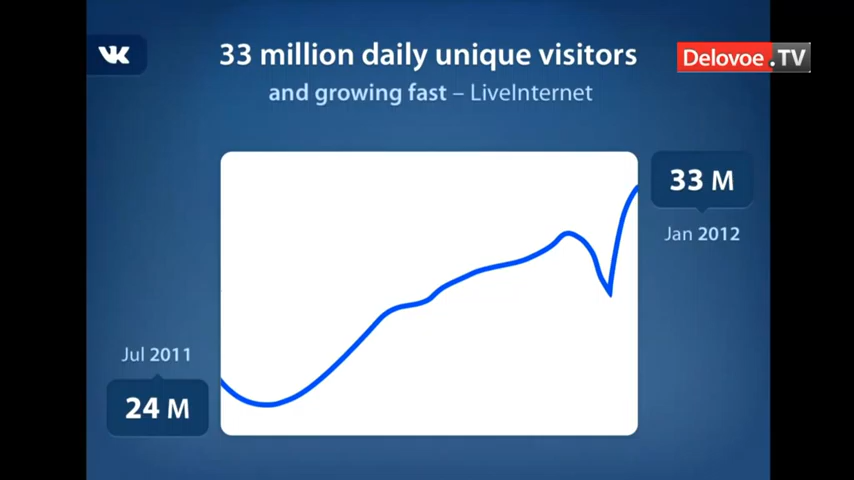 33 million daily unique visitors
Delovoe.TV
and growing fast – LiveInternet
33 M
Jan 2012
Jul 2011
24 M